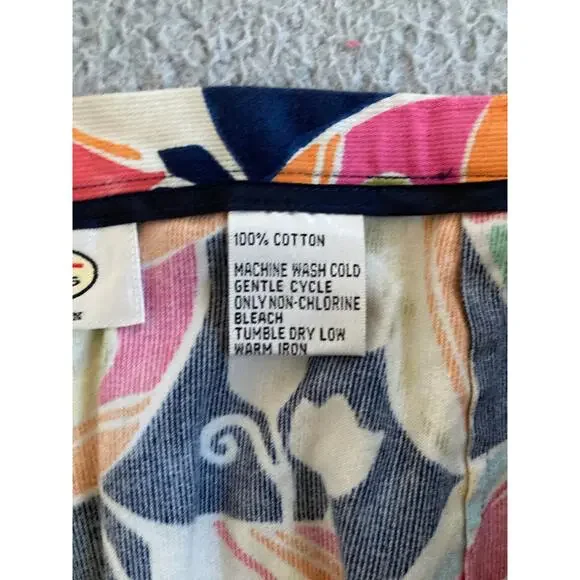 100% COTTON
MACHINE WASH COLD
GENTLE CYCLE
ONLY NON-CHLORINE
BLEACH
TUMBLE DRY LOW
WARM IRON